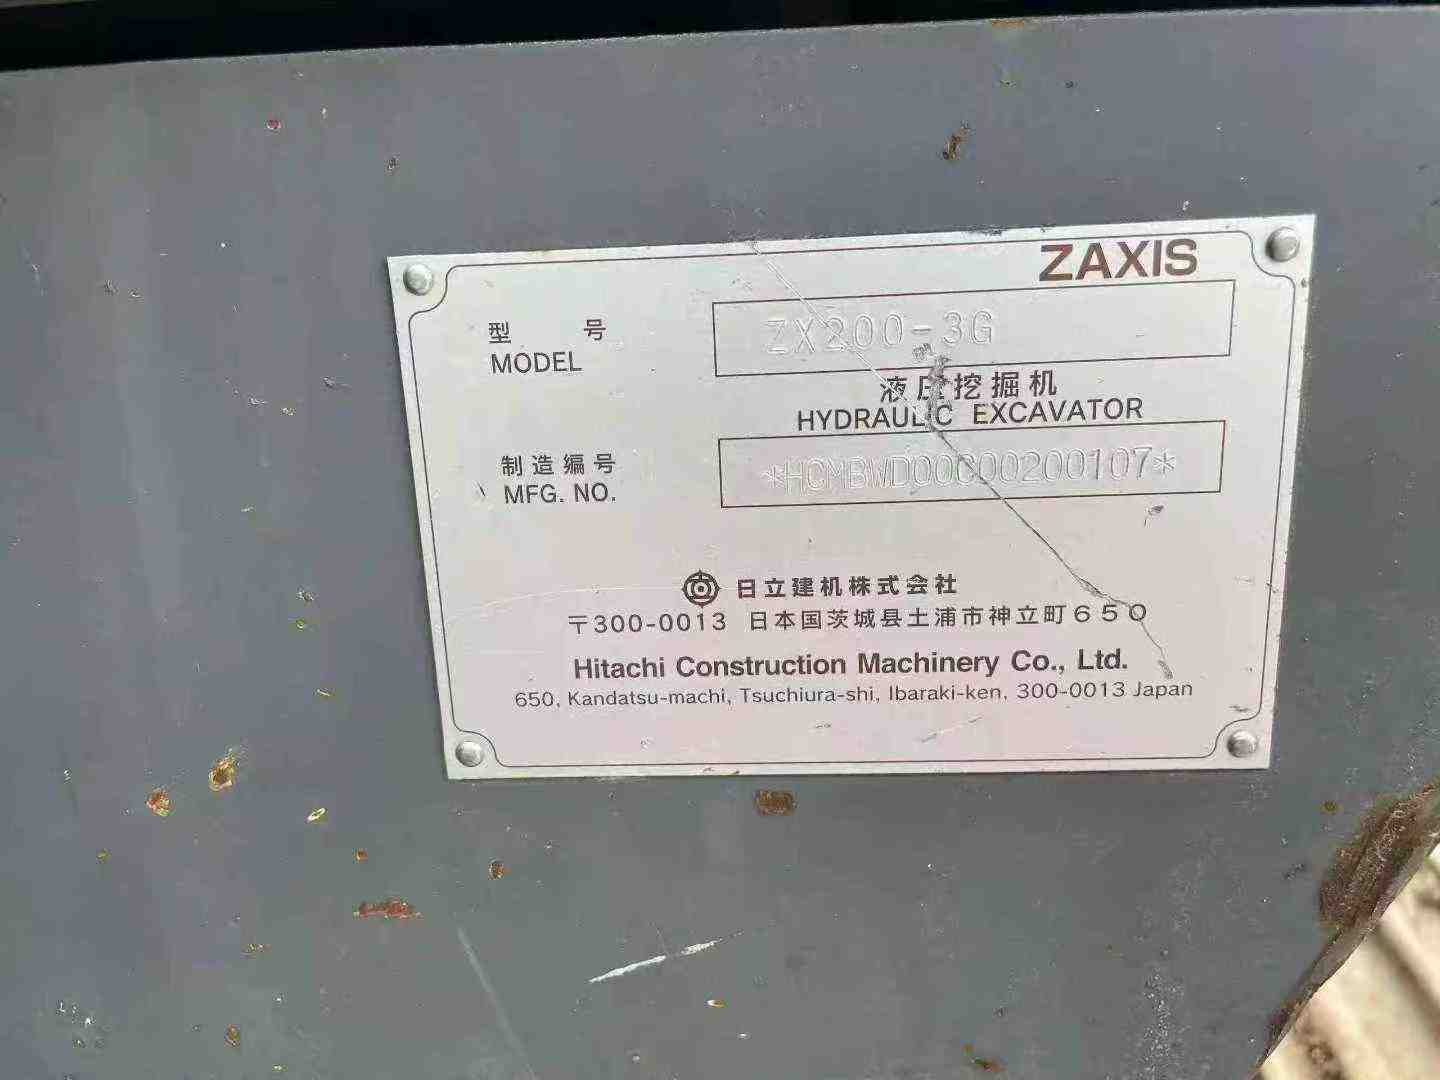 ZAXIS
型号 ZX200-3G
MODEL
液压挖掘机
HYDRAULIC EXCAVATOR
制造编号 *HCMBWD00C00200107*
MFG. NO.
日立建机株式会社
〒300-0013 日本国茨城县土浦市神立町650
Hitachi Construction Machinery Co., Ltd.
650, Kandatsu-machi, Tsuchiura-shi, Ibaraki-ken, 300-0013 Japan